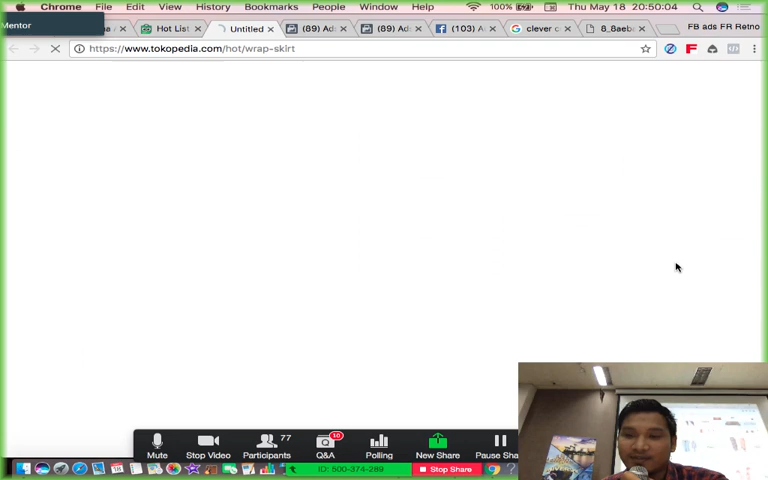 Chrome File Edit View History Bookmarks People Window Help 100% Thu May 18 20:50:04
Mentor
Hot List Untitled (89) Ad (89) Ad (103) A clever c 8_8aeb FB ads FR Retno
https://www.tokopedia.com/hot/wrap-skirt
77 10
Mute Stop Video Participants Q&A Polling New Share Pause Sha
ID: 500-374-289 Stop Share